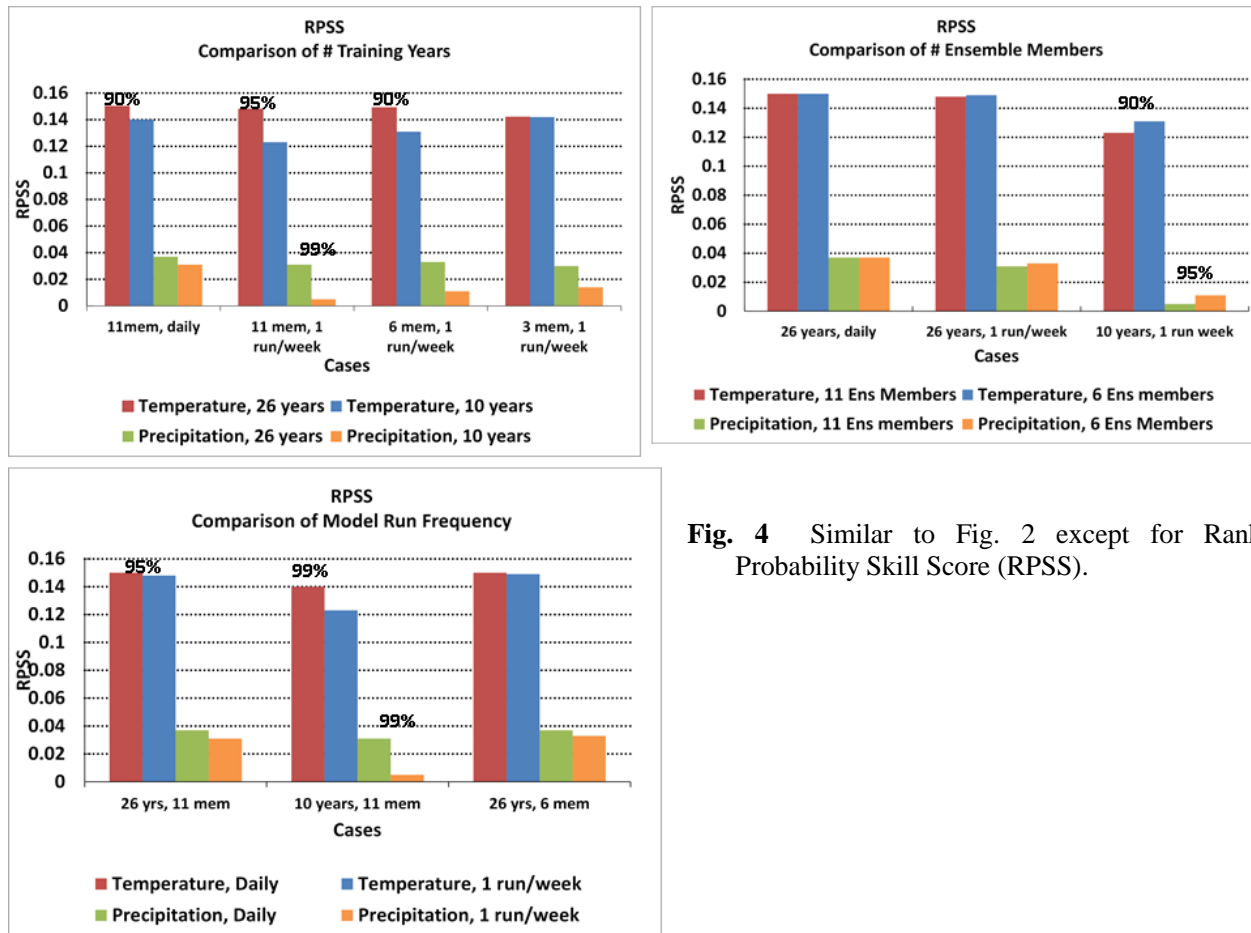 RPSS
Comparison of # Training Years
0.16
0.14
0.12
0.1
0.08
0.06
0.04
0.02
0
RPSS
90%
95%
99%
90%
11mem, daily
11 mem, 1
run/week
6 mem, 1
run/week
3 mem, 1
run/week
Cases
Temperature, 26 years
Temperature, 10 years
Precipitation, 26 years
Precipitation, 10 years
RPSS
Comparison of # Ensemble Members
0.16
0.14
0.12
0.1
0.08
0.06
0.04
0.02
0
RPSS
90%
95%
26 years, daily
26 years, 1 run/week
10 years, 1 run week
Cases
Temperature, 11 Ens Members
Temperature, 6 Ens members
Precipitation, 11 Ens members
Precipitation, 6 Ens Members
RPSS
Comparison of Model Run Frequency
0.16
0.14
0.12
0.1
0.08
0.06
0.04
0.02
0
RPSS
95%
99%
99%
26 yrs, 11 mem
10 years, 11 mem
26 yrs, 6 mem
Cases
Temperature, Daily
Temperature, 1 run/week
Precipitation, Daily
Precipitation, 1 run/week
Fig. 4 Similar to Fig. 2 except for Rank
Probability Skill Score (RPSS).